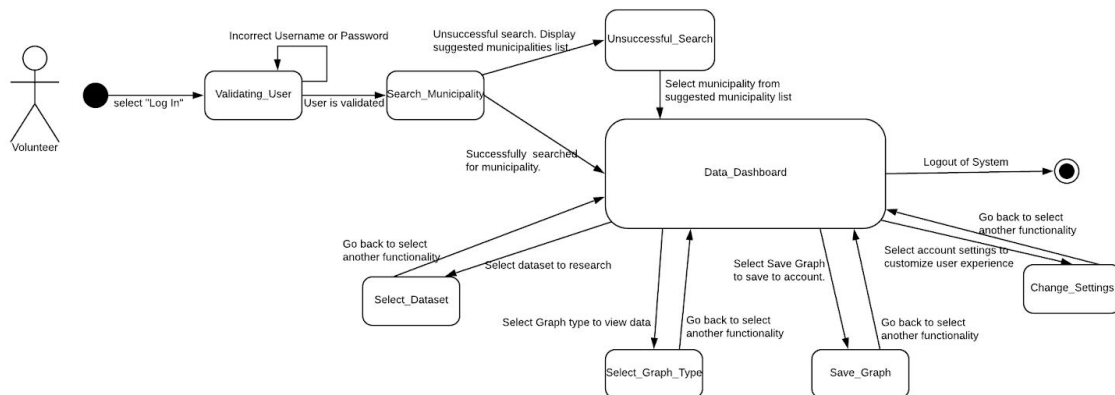 Incorrect Username or Password
Unsuccessful search. Display
suggested municipalities list.
Unsuccessful_Search
Volunteer
select "Log In"
Validating_User
User is validated
Search_Municipality
Select municipality from
suggested municipality list
Successfully searched
for municipality.
Data_Dashboard
Logout of System
Go back to select
another functionality
Select dataset to research
Select_Dataset
Select Graph type to view data
Go back to select
another functionality
Select_Graph_Type
Select Save Graph
to save to account.
Go back to select
another functionality
Save_Graph
Go back to select
another functionality
Select account settings to
customize user experience
Change_Settings